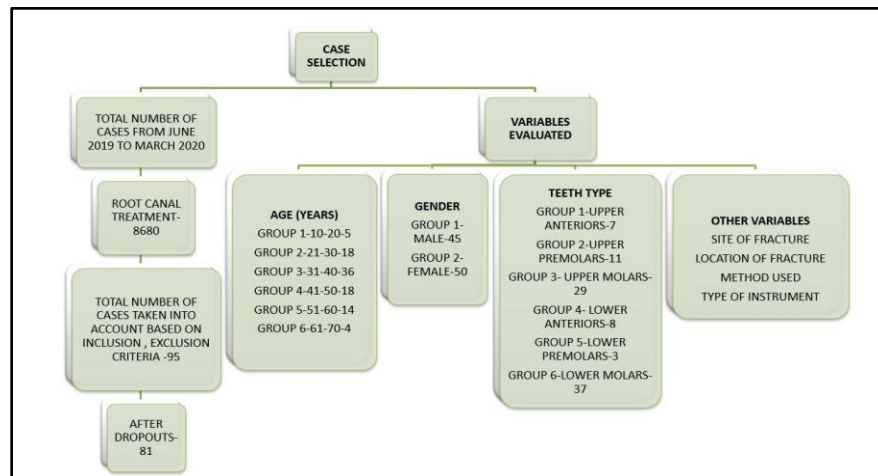 CASE
SELECTION
TOTAL NUMBER OF
CASES FROM JUNE
2019 TO MARCH 2020
ROOT CANAL
TREATMENT-
8680
TOTAL NUMBER OF
CASES TAKEN INTO
ACCOUNT BASED ON
INCLUSION , EXCLUSION
CRITERIA -95
AFTER
DROPOUTS-
81
VARIABLES
EVALUATED
AGE (YEARS)
GROUP 1-10-20-5
GROUP 2-21-30-18
GROUP 3-31-40-36
GROUP 4-41-50-18
GROUP 5-51-60-14
GROUP 6-61-70-4
GENDER
GROUP 1-
MALE-45
GROUP 2-
FEMALE-50
TEETH TYPE
GROUP 1-UPPER
ANTERIORS-7
GROUP 2-UPPER
PREMOLARS-11
GROUP 3- UPPER MOLARS-
29
GROUP 4- LOWER
ANTERIORS-8
GROUP 5-LOWER
PREMOLARS-3
GROUP 6-LOWER MOLARS-
37
OTHER VARIABLES
SITE OF FRACTURE
LOCATION OF FRACTURE
METHOD USED
TYPE OF INSTRUMENT